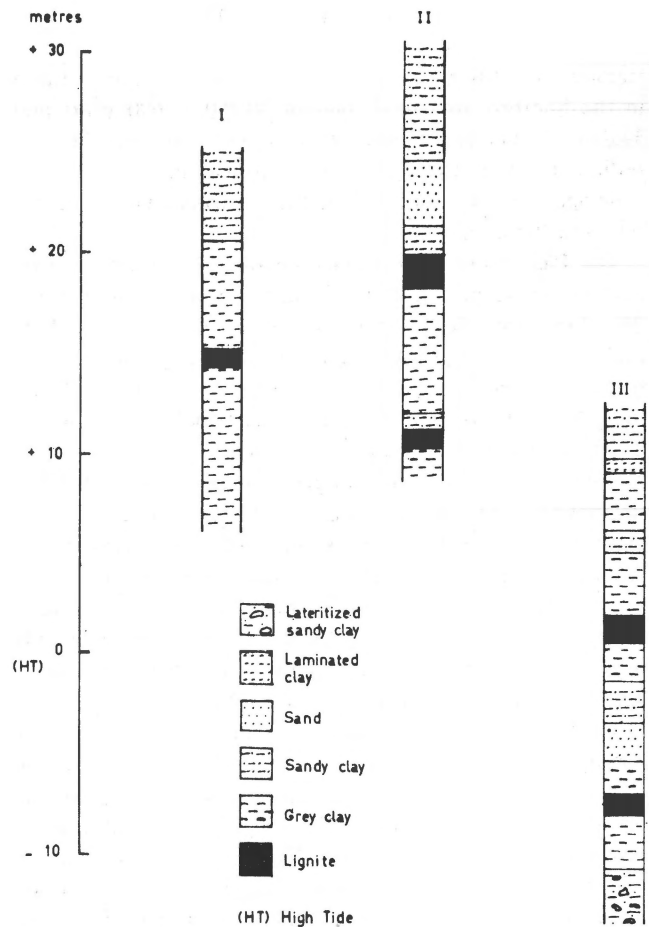 metres
II
+ 30
I
+ 20
III
+ 10
0
(HT)
- 10
Lateritized
sandy clay
Laminated
clay
Sand
Sandy clay
Grey clay
Lignite
(HT) High Tide